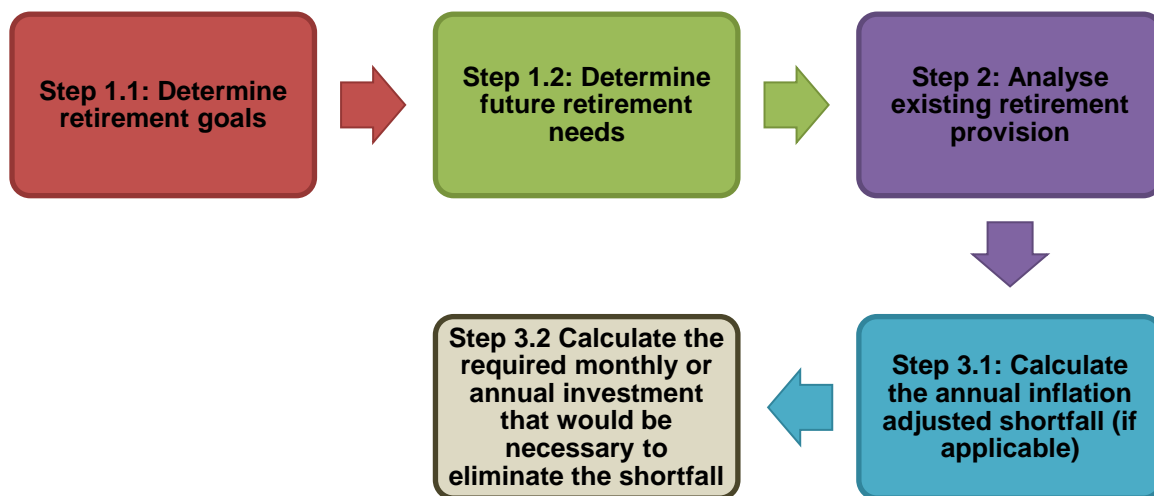 Step 1.1: Determine
retirement goals
Step 1.2: Determine
future retirement
needs
Step 2: Analyse
existing retirement
provision
Step 3.1: Calculate
the annual inflation
adjusted shortfall (if
applicable)
Step 3.2 Calculate the
required monthly or
annual investment
that would be
necessary to
eliminate the shortfall